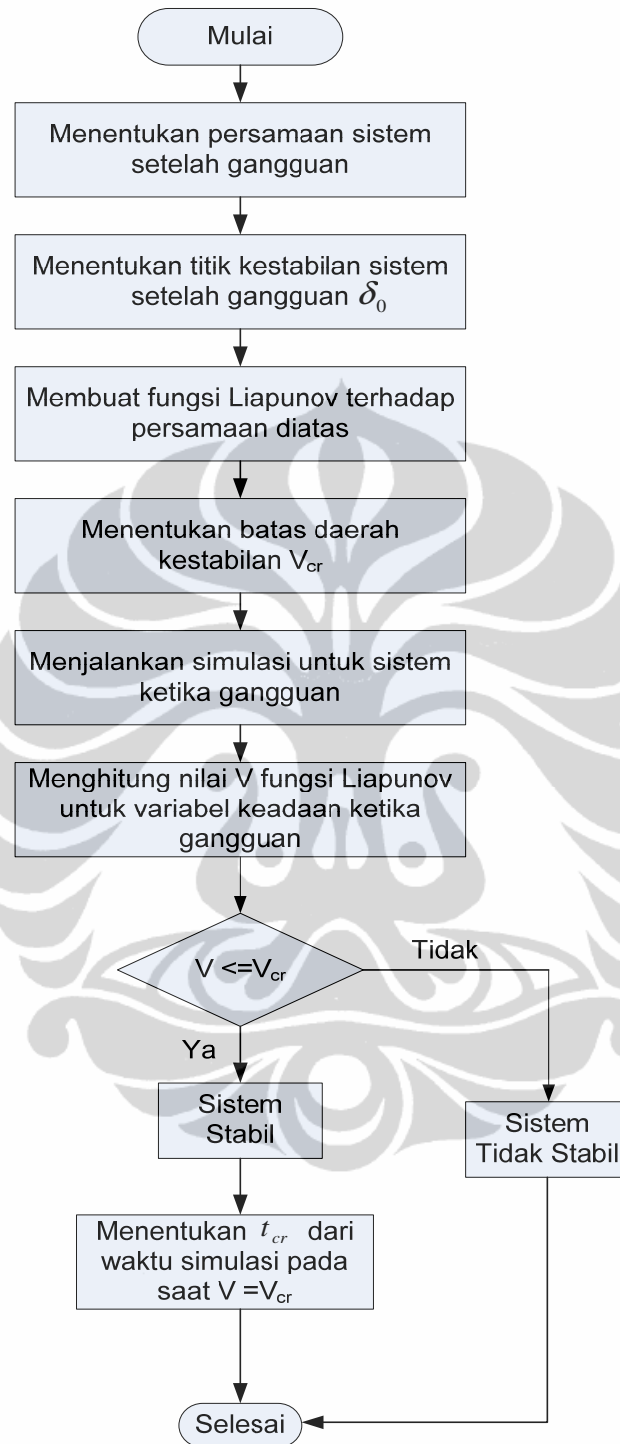 Mulai
Menentukan persamaan sistem
setelah gangguan
Menentukan titik kestabilan sistem
setelah gangguan δ₀
Membuat fungsi Liapunov terhadap
persamaan diatas
Menentukan batas daerah
kestabilan Vcr
Menjalankan simulasi untuk sistem
ketika gangguan
Menghitung nilai V fungsi Liapunov
untuk variabel keadaan ketika
gangguan
V <=Vcr
Tidak
Ya
Sistem
Stabil
Sistem
Tidak Stabil
Menentukan tcr dari
waktu simulasi pada
saat V =Vcr
Selesai